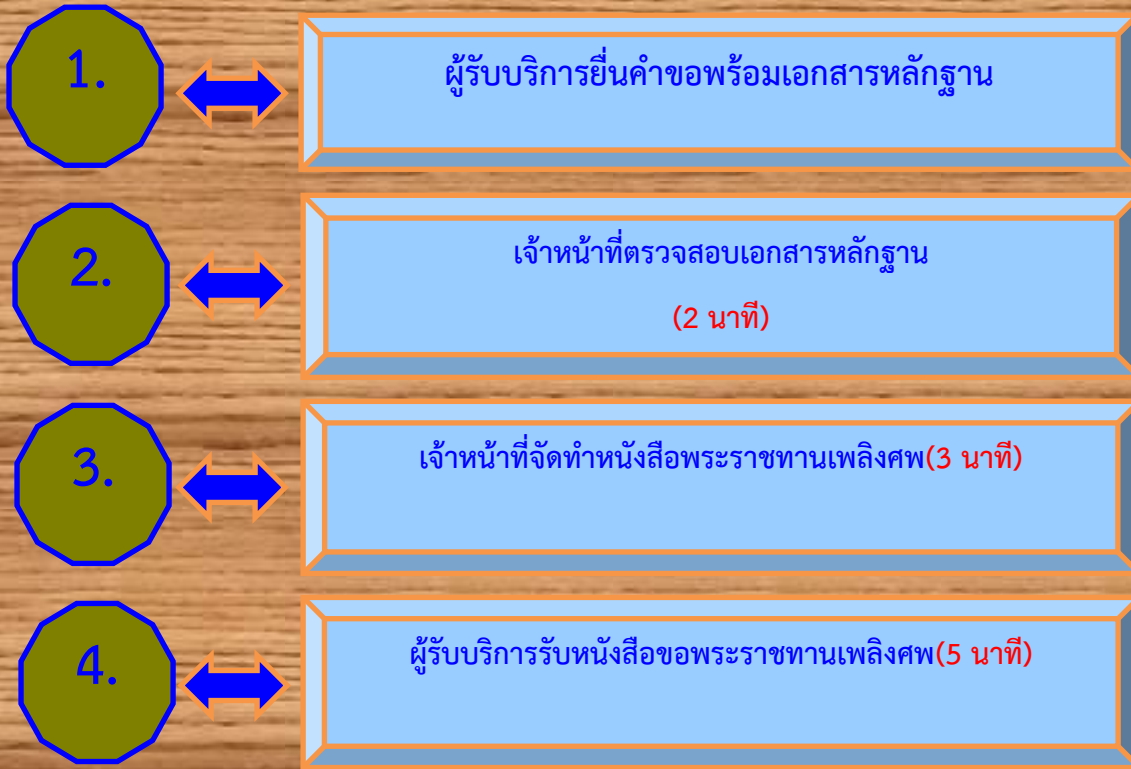 1.
ผู้รับบริการยื่นคำขอพร้อมเอกสารหลักฐาน
2.
เจ้าหน้าที่ตรวจสอบเอกสารหลักฐาน
(2 นาที)
3.
เจ้าหน้าที่จัดทำหนังสือพระราชทานเพลิงศพ(3 นาที)
4.
ผู้รับบริการรับหนังสือขอพระราชทานเพลิงศพ(5 นาที)